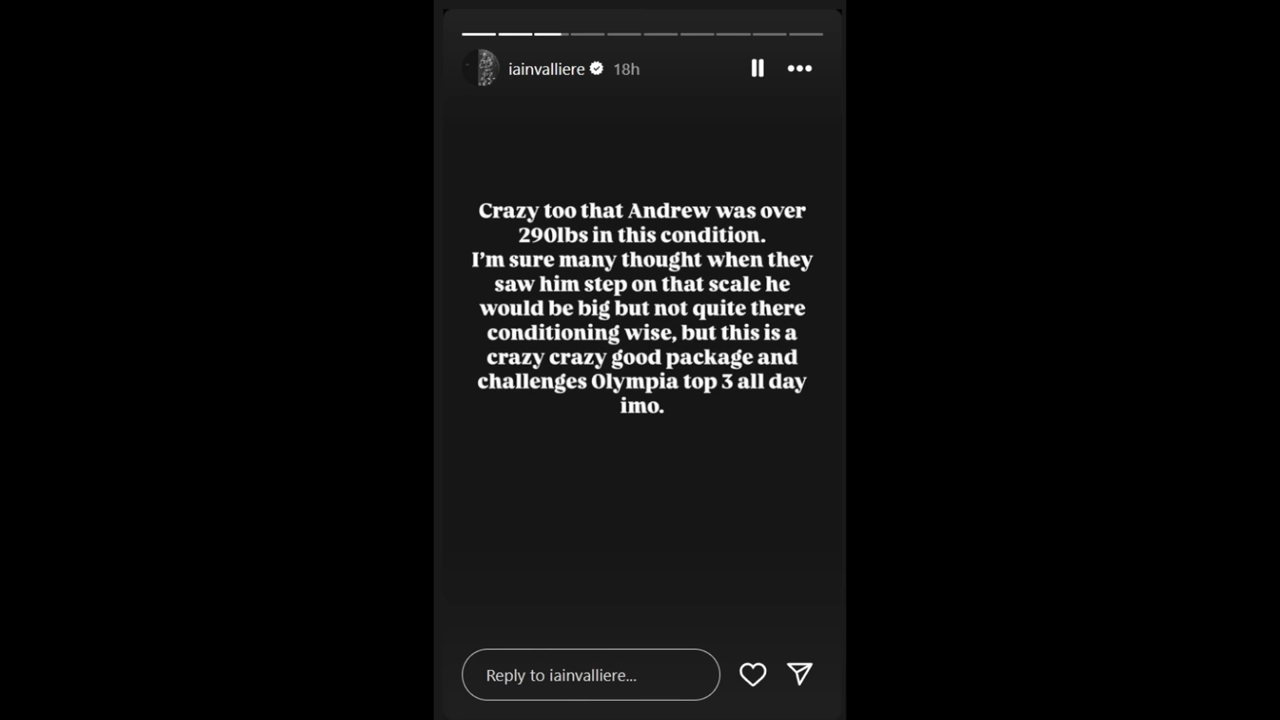 iainvalliere 18h
Crazy too that Andrew was over
290lbs in this condition.
I'm sure many thought when they
saw him step on that scale he
would be big but not quite there
conditioning wise, but this is a
crazy crazy good package and
challenges Olympia top 3 all day
imo.
Reply to iainvalliere...